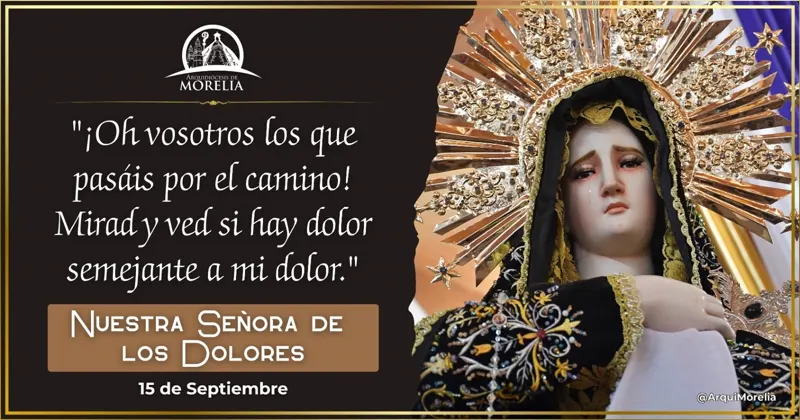 ARQUIDIÓCESIS DE
MORELIA
"¡Oh vosotros los que
pasáis por el camino!
Mirad y ved si hay dolor
semejante a mi dolor."
Nuestra Señora de
los Dolores
15 de Septiembre
@ArquiMorelia